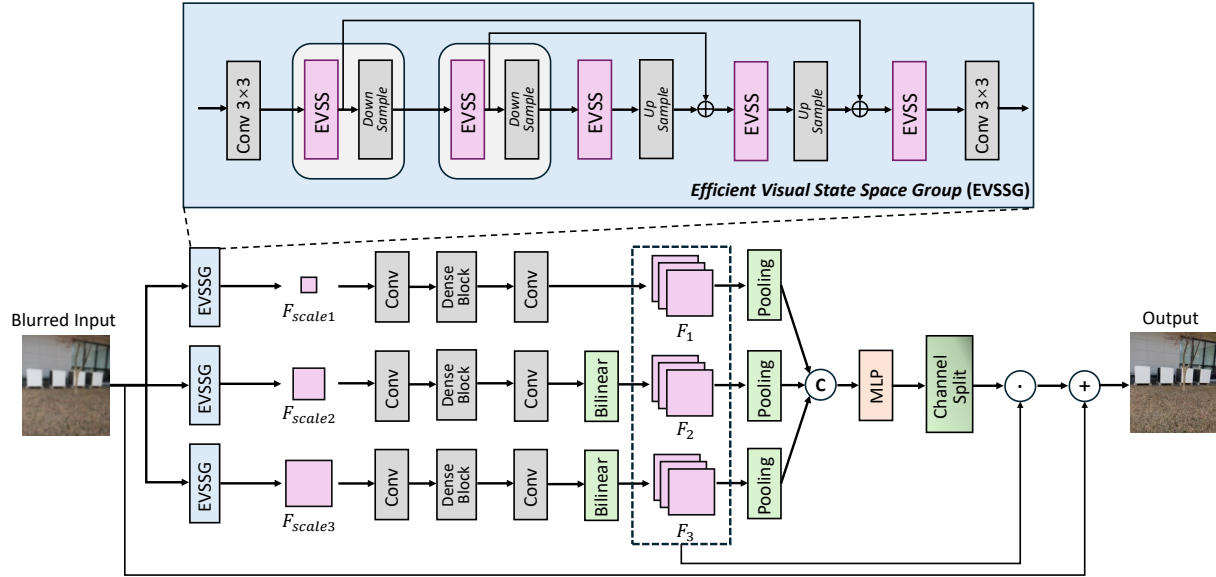 Conv 3×3
EVSS
Down
Sample
EVSS
Down
Sample
EVSS
Up
Sample
EVSS
Up
Sample
EVSS
Conv 3×3
Efficient Visual State Space Group (EVSSG)
Blurred Input
EVSSG
F_scale1
Conv
Dense
Block
Conv
F_1
Pooling
EVSSG
F_scale2
Conv
Dense
Block
Conv
Bilinear
F_2
Pooling
EVSSG
F_scale3
Conv
Dense
Block
Conv
Bilinear
F_3
Pooling
C
MLP
Channel
Split
·
+
Output